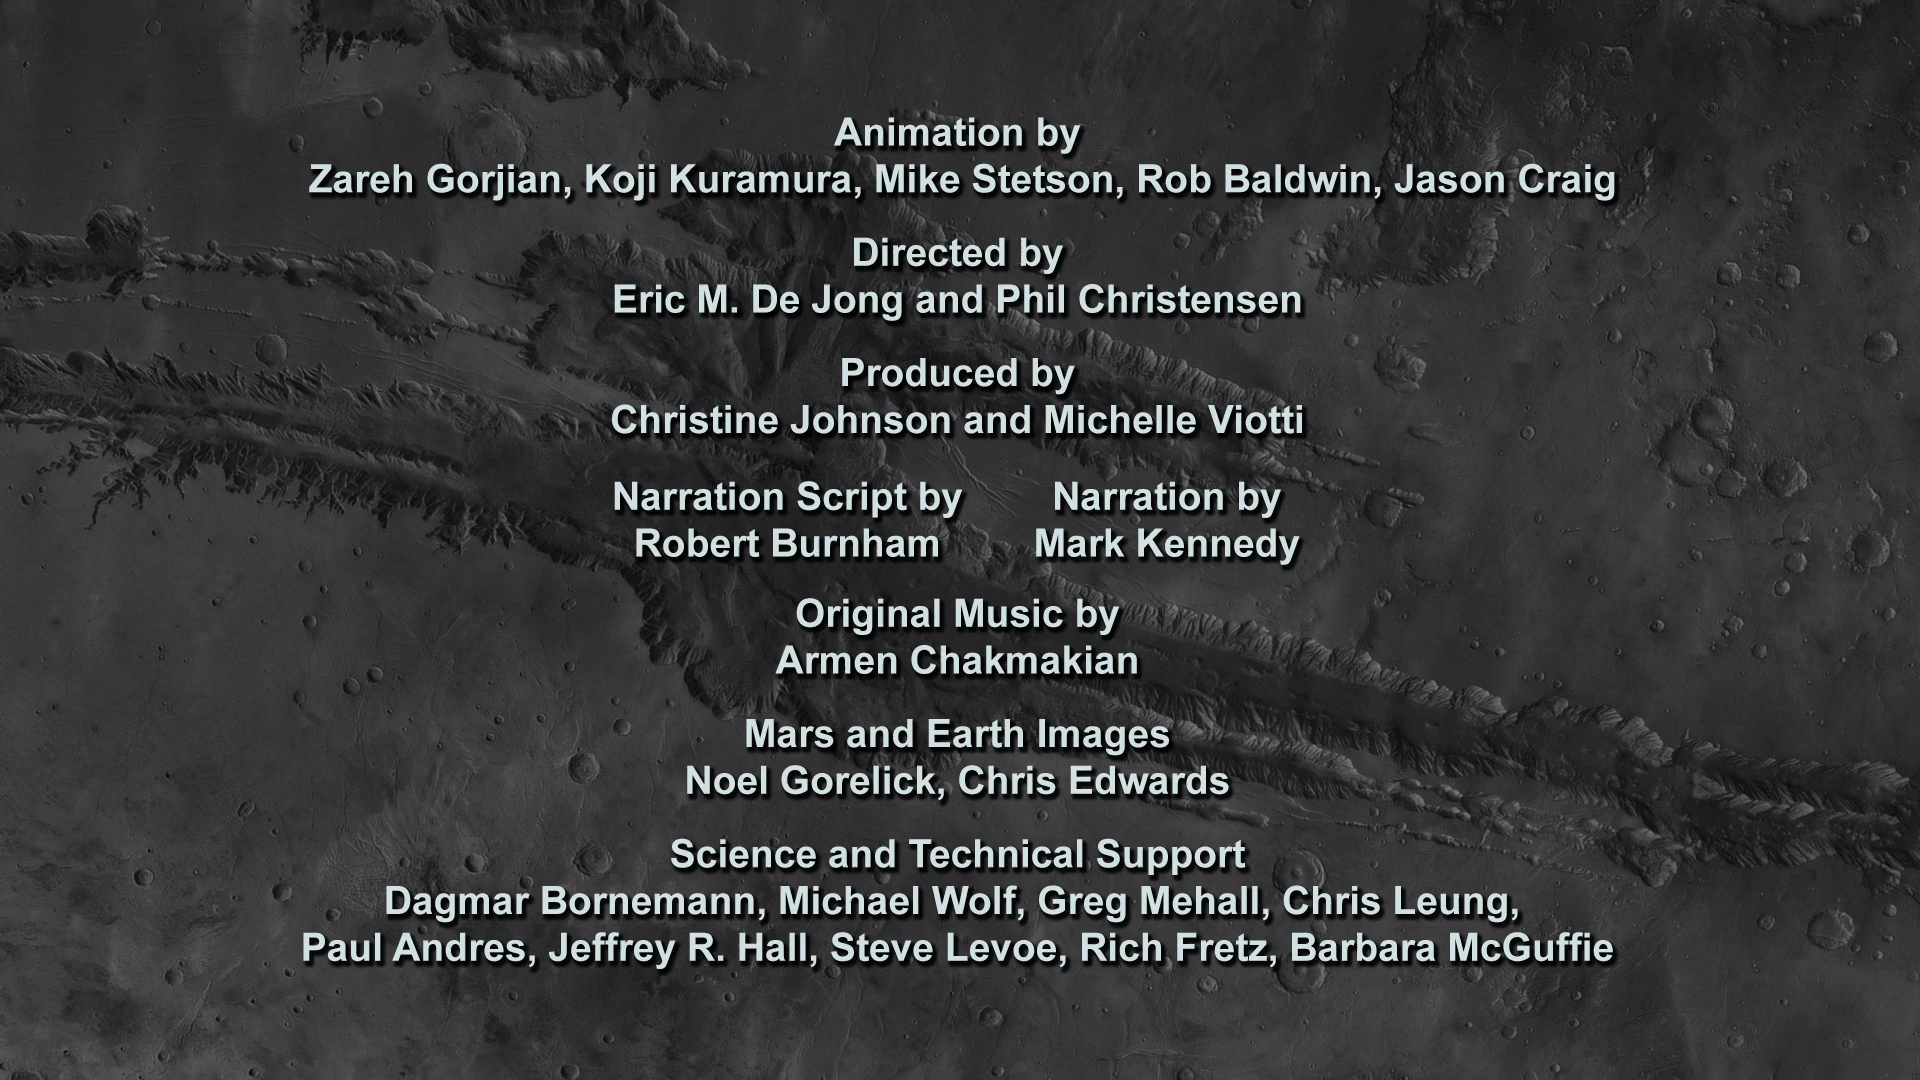 Animation by
Zareh Gorjian, Koji Kuramura, Mike Stetson, Rob Baldwin, Jason Craig
Directed by
Eric M. De Jong and Phil Christensen
Produced by
Christine Johnson and Michelle Viotti
Narration Script by
Robert Burnham
Narration by
Mark Kennedy
Original Music by
Armen Chakmakian
Mars and Earth Images
Noel Gorelick, Chris Edwards
Science and Technical Support
Dagmar Bornemann, Michael Wolf, Greg Mehall, Chris Leung,
Paul Andres, Jeffrey R. Hall, Steve Levoe, Rich Fretz, Barbara McGuffie